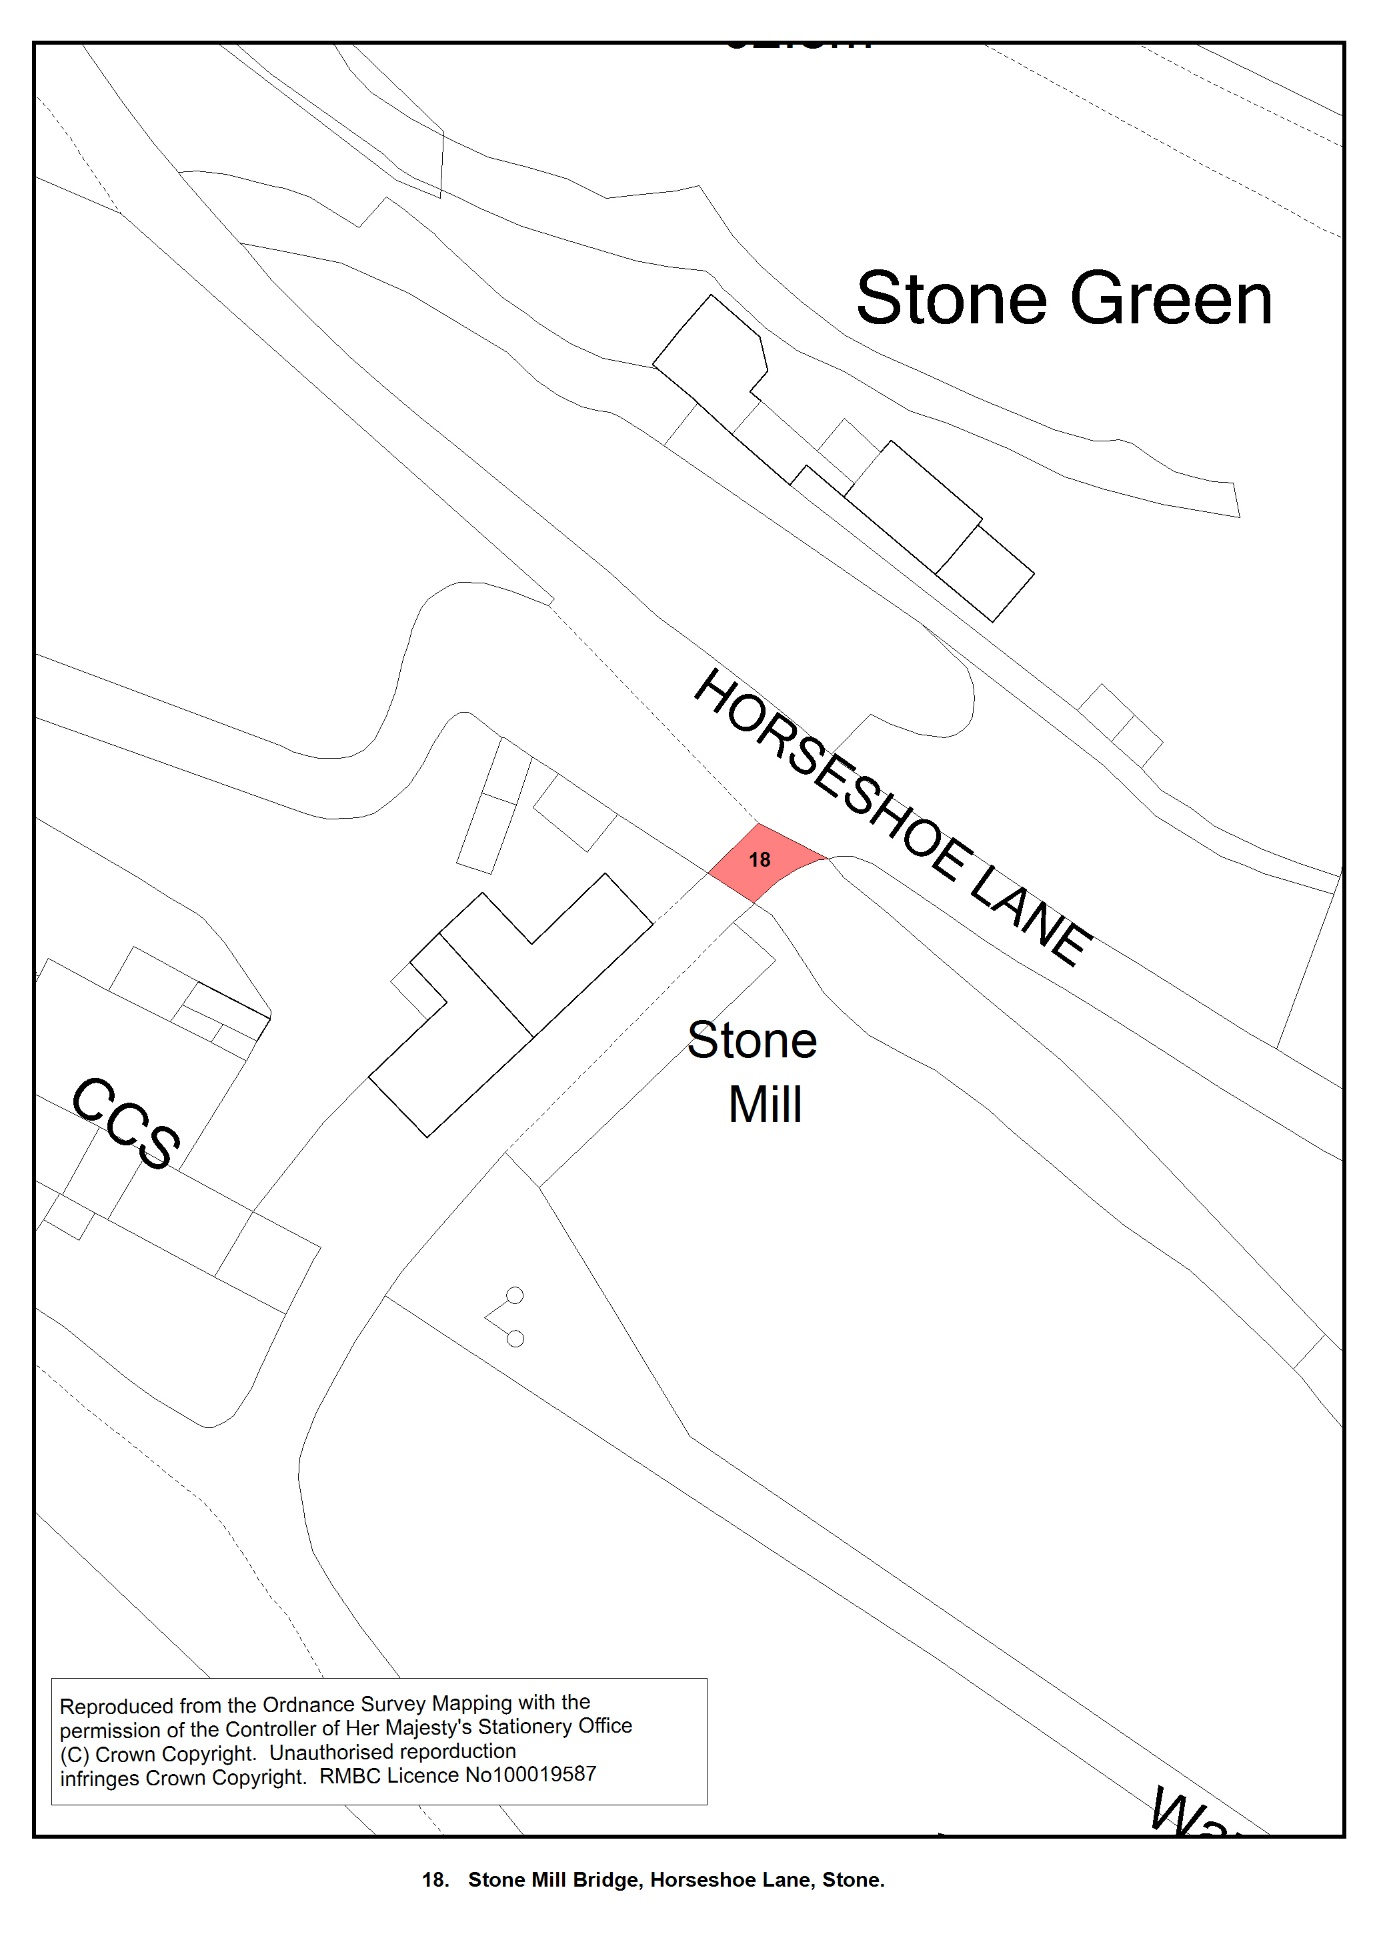 Stone Green
HORSESHOE LANE
18
Stone
Mill
CCS
Reproduced from the Ordnance Survey Mapping with the
permission of the Controller of Her Majesty's Stationery Office
(C) Crown Copyright. Unauthorised reporduction
infringes Crown Copyright. RMBC Licence No100019587
18. Stone Mill Bridge, Horseshoe Lane, Stone.